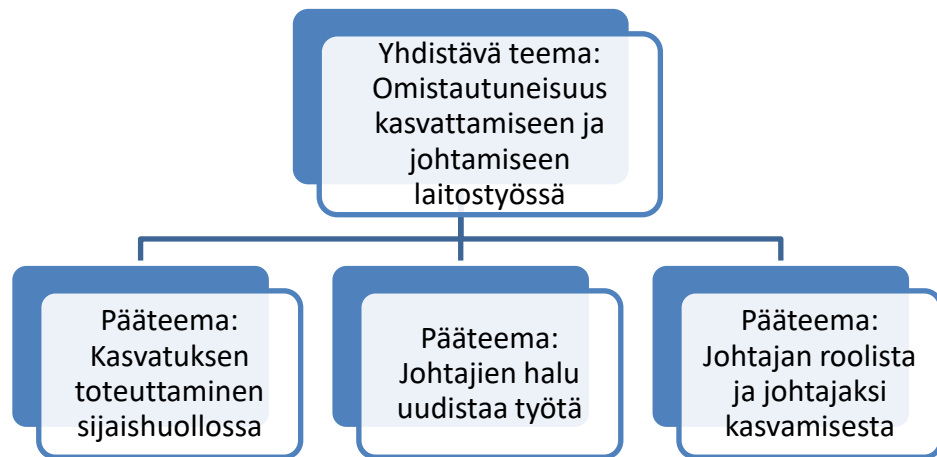 Yhdistävä teema:
Omistautuneisuus
kasvattamiseen ja
johtamiseen
laitostyössä
Pääteema:
Kasvatuksen
toteuttaminen
sijaishuollossa
Pääteema:
Johtajien halu
uudistaa työtä
Pääteema:
Johtajan roolista
ja johtajaksi
kasvamisesta